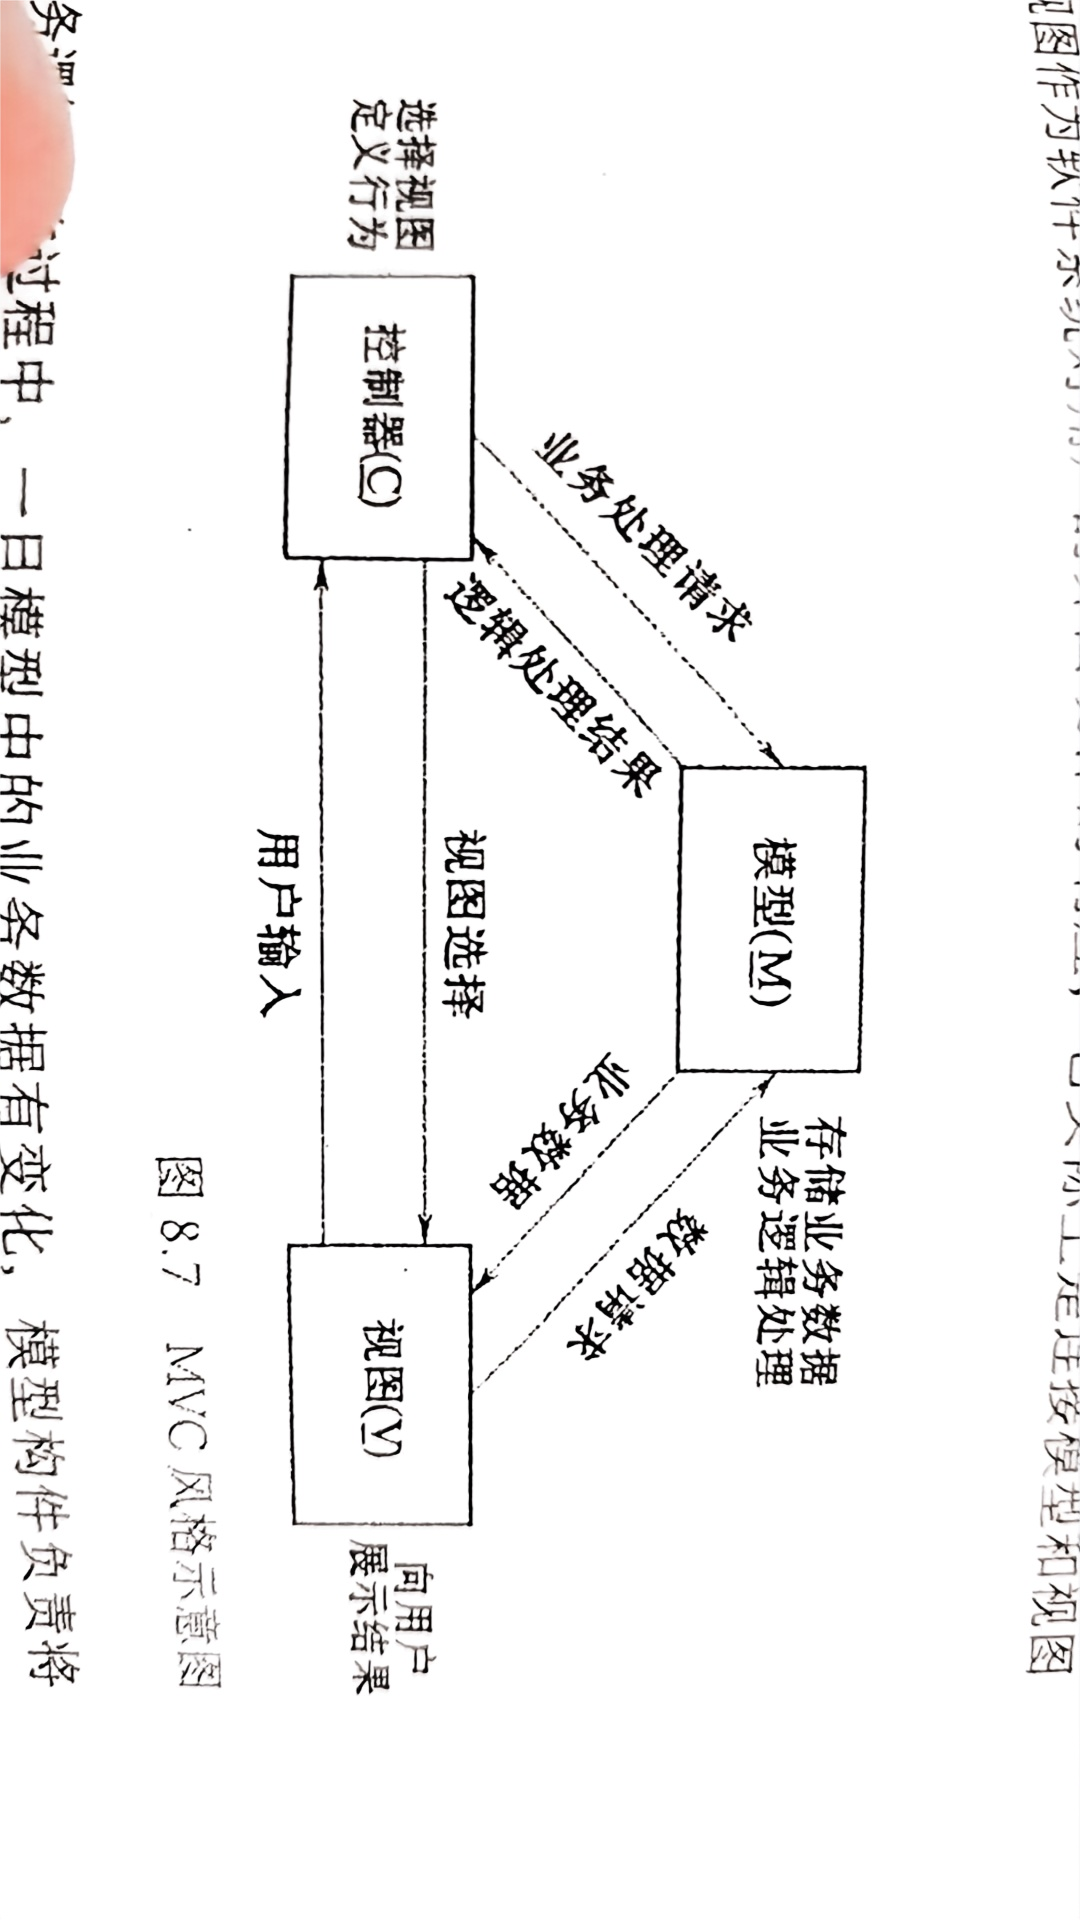 视图作为软件系统
连接模型和视图
存储业务数据
业务逻辑处理
模型(M)
业务处理请求
逻辑处理结果
数据请求
业务数据
选择视图
定义行为
控制器(C)
视图选择
用户输入
视图(V)
向用户
展示结果
图 8.7 MVC 风格示意图
过程中，一旦模型中的业务数据有变化，模型构件负责将